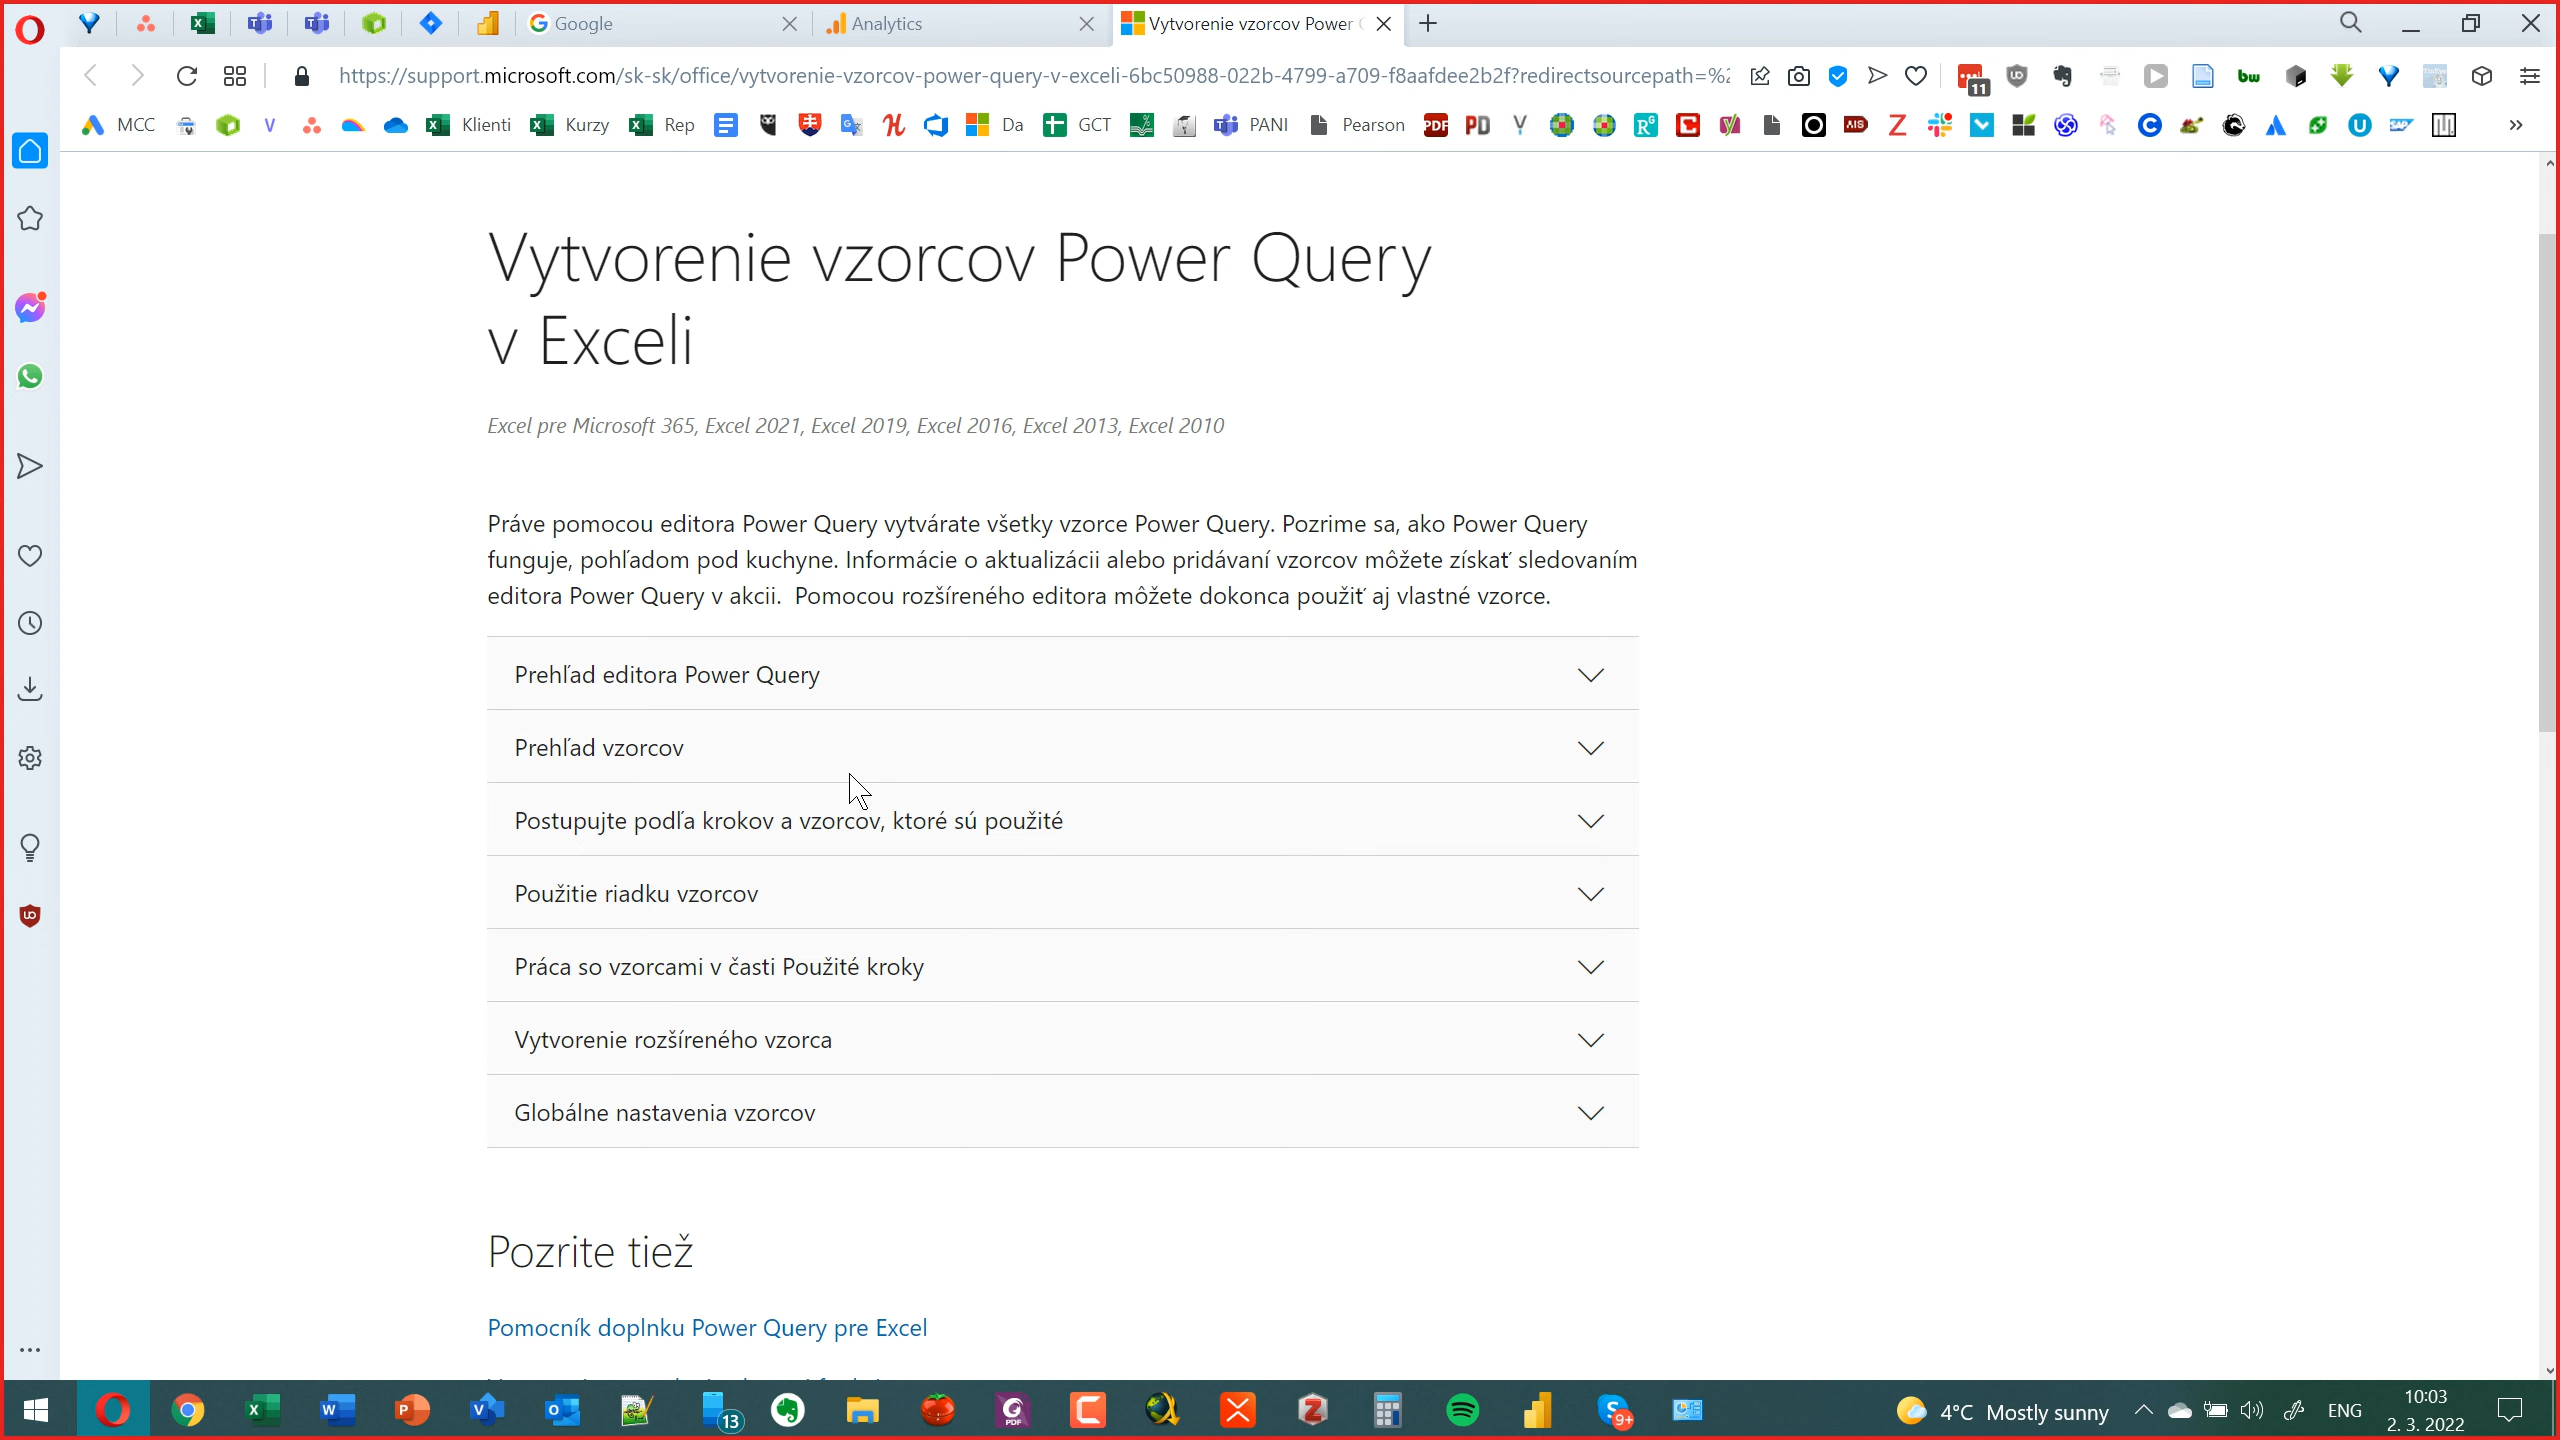 Google
Analytics
Vytvorenie vzorcov Power
https://support.microsoft.com/sk-sk/office/vytvorenie-vzorcov-power-query-v-exceli-6bc50988-022b-4799-a709-f8aafdee2b2f?redirectsourcepath=%2
11
MCC
Klienti
Kurzy
Rep
Da
GCT
PANI
Pearson
Vytvorenie vzorcov Power Query
v Exceli
Excel pre Microsoft 365, Excel 2021, Excel 2019, Excel 2016, Excel 2013, Excel 2010
Práve pomocou editora Power Query vytvárate všetky vzorce Power Query. Pozrime sa, ako Power Query
funguje, pohľadom pod kuchyne. Informácie o aktualizácii alebo pridávaní vzorcov môžete získať sledovaním
editora Power Query v akcii.  Pomocou rozšíreného editora môžete dokonca použiť aj vlastné vzorce.
Prehľad editora Power Query
Prehľad vzorcov
Postupujte podľa krokov a vzorcov, ktoré sú použité
Použitie riadku vzorcov
Práca so vzorcami v časti Použité kroky
Vytvorenie rozšíreného vzorca
Globálne nastavenia vzorcov
Pozrite tiež
Pomocník doplnku Power Query pre Excel
13
9+
4°C Mostly sunny
ENG
10:03
2. 3. 2022